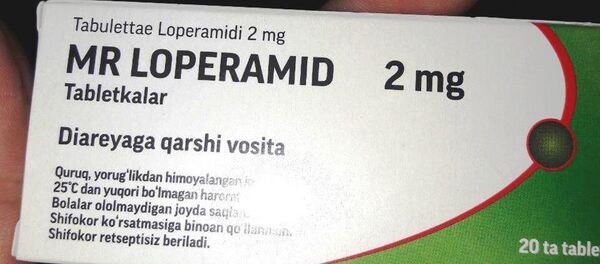 Tabulettae Loperamidi 2 mg
MR LOPERAMID 2 mg
Tabletkalar
Diareyaga qarshi vosita
Quruq, yorug‘likdan himoyalangan
25°C dan yuqori bo‘lmagan
Bolalar ololmaydigan joyda
Shifokor ko‘rsatmasiga binoan
Shifokor retseptisiz beriladi.
20 ta